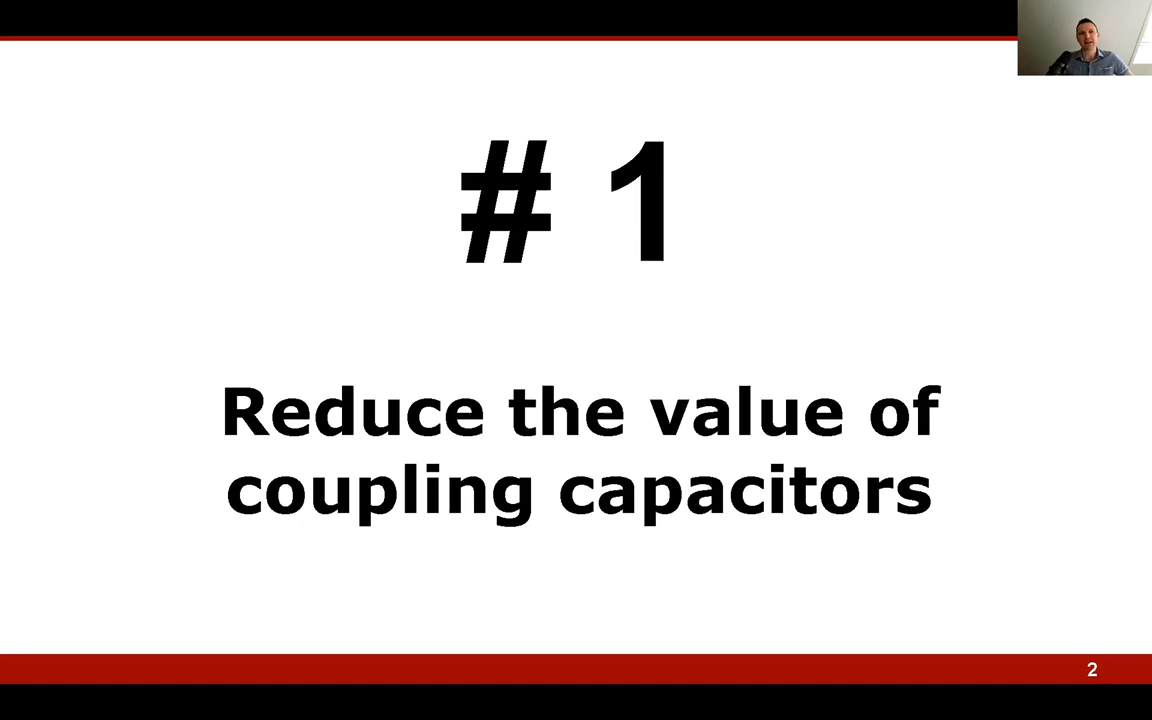 # 1
Reduce the value of
coupling capacitors
2